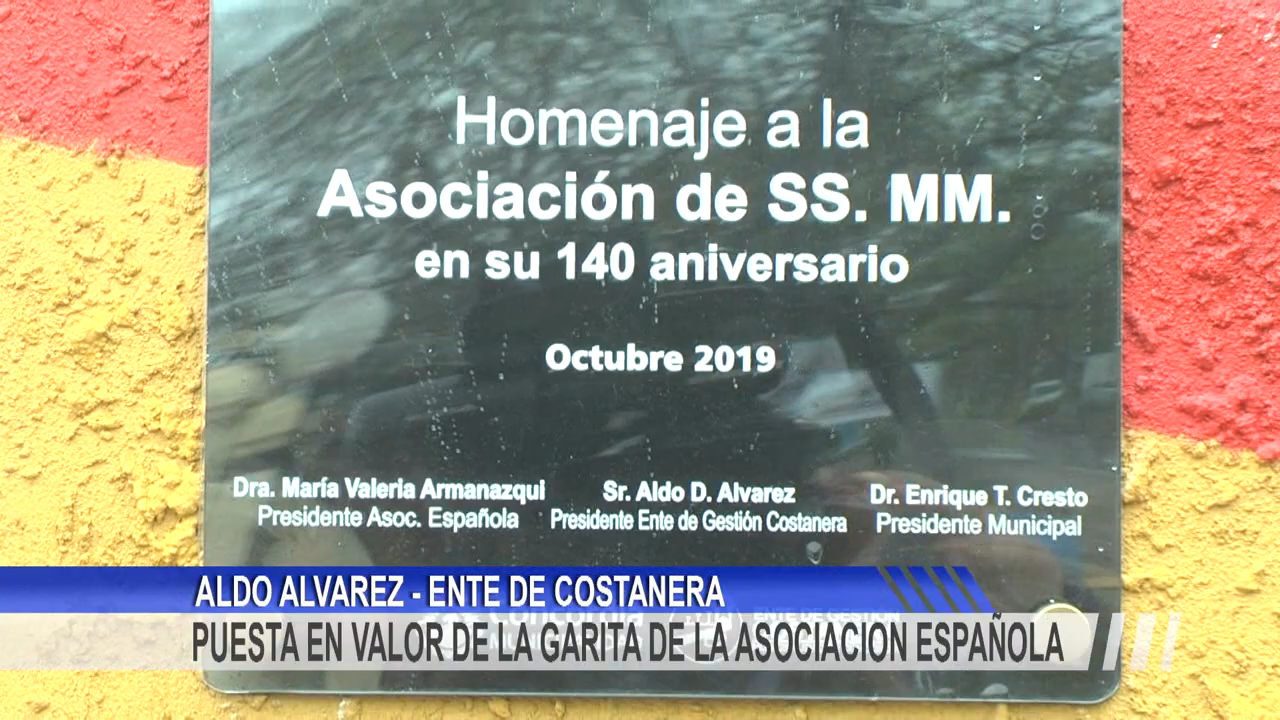 Homenaje a la
Asociación de SS. MM.
en su 140 aniversario
Octubre 2019
Dra. María Valeria Armanazqui
Presidente Asoc. Española
Sr. Aldo D. Alvarez
Presidente Ente de Gestión Costanera
Dr. Enrique T. Cresto
Presidente Municipal
ALDO ALVAREZ - ENTE DE COSTANERA
PUESTA EN VALOR DE LA GARITA DE LA ASOCIACION ESPAÑOLA